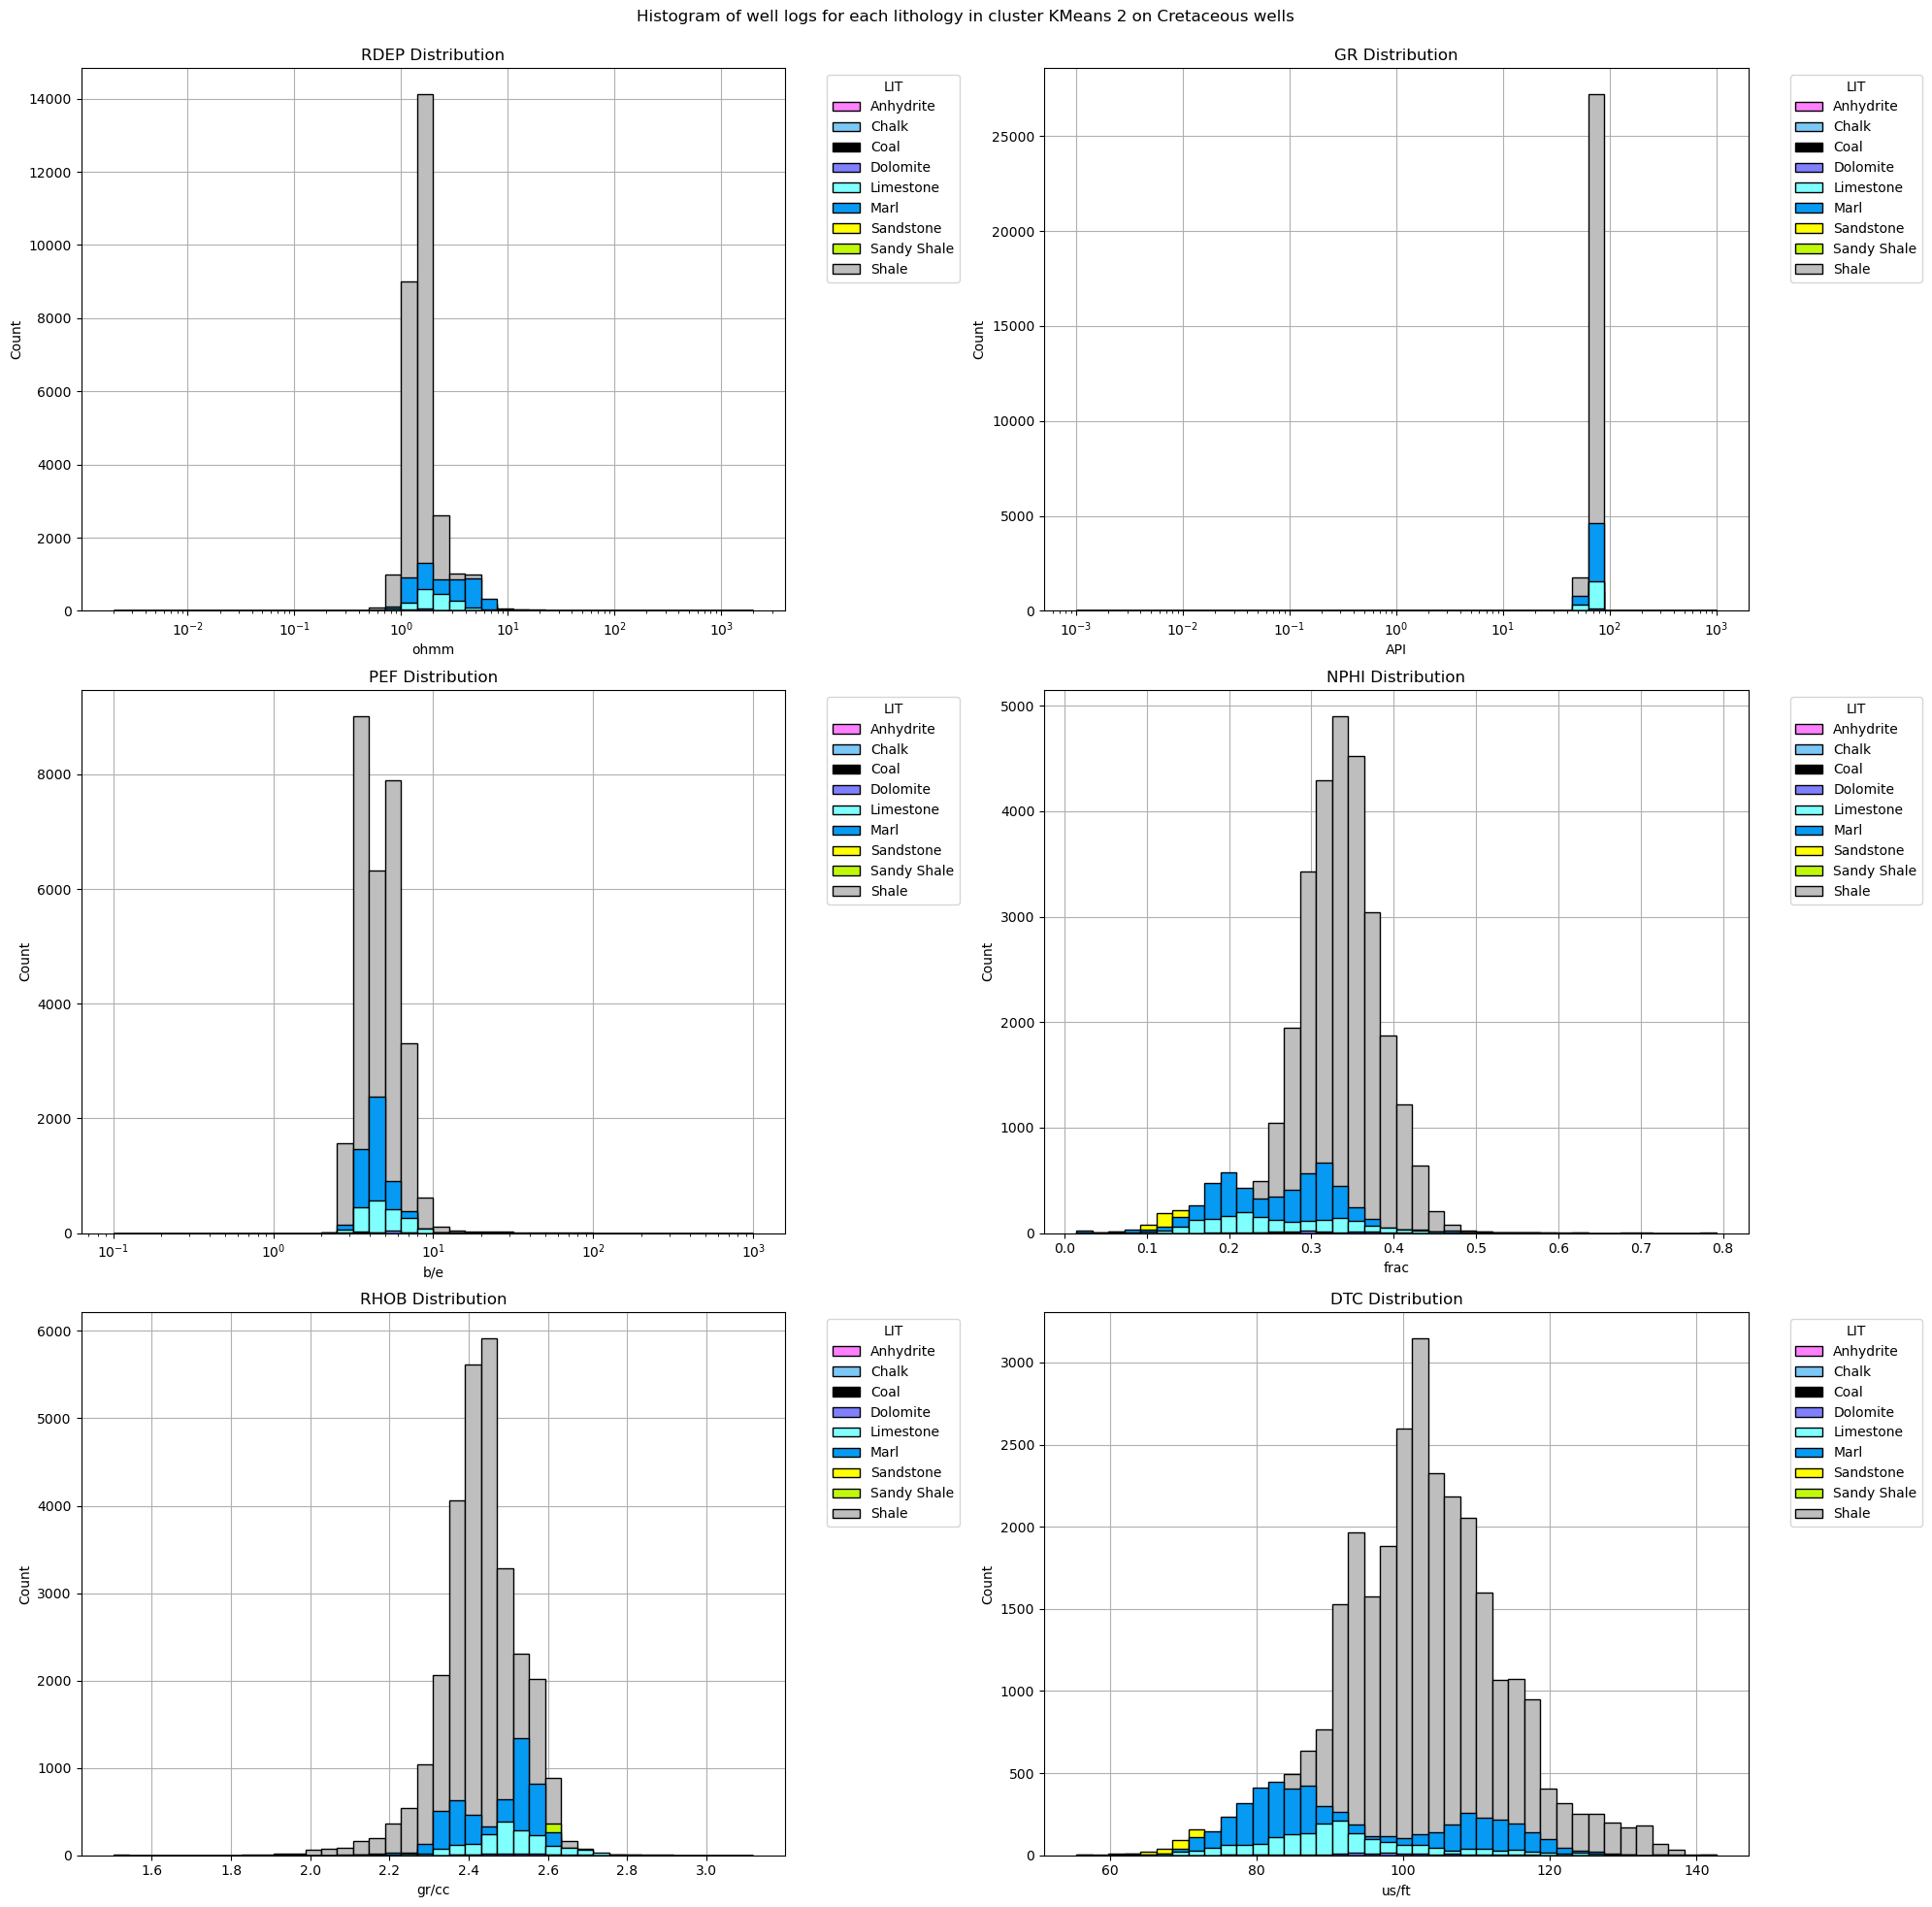 Histogram of well logs for each lithology in cluster KMeans 2 on Cretaceous wells
RDEP Distribution
Count
14000
12000
10000
8000
6000
4000
2000
0
10⁻² 10⁻¹ 10⁰ 10¹ 10² 10³
ohmm
LIT
Anhydrite
Chalk
Coal
Dolomite
Limestone
Marl
Sandstone
Sandy Shale
Shale
GR Distribution
Count
25000
20000
15000
10000
5000
0
10⁻³ 10⁻² 10⁻¹ 10⁰ 10¹ 10² 10³
API
LIT
Anhydrite
Chalk
Coal
Dolomite
Limestone
Marl
Sandstone
Sandy Shale
Shale
PEF Distribution
Count
8000
6000
4000
2000
0
10⁻¹ 10⁰ 10¹ 10² 10³
b/e
LIT
Anhydrite
Chalk
Coal
Dolomite
Limestone
Marl
Sandstone
Sandy Shale
Shale
NPHI Distribution
Count
5000
4000
3000
2000
1000
0
0.0 0.1 0.2 0.3 0.4 0.5 0.6 0.7 0.8
frac
LIT
Anhydrite
Chalk
Coal
Dolomite
Limestone
Marl
Sandstone
Sandy Shale
Shale
RHOB Distribution
Count
6000
5000
4000
3000
2000
1000
0
1.6 1.8 2.0 2.2 2.4 2.6 2.8 3.0
gr/cc
LIT
Anhydrite
Chalk
Coal
Dolomite
Limestone
Marl
Sandstone
Sandy Shale
Shale
DTC Distribution
Count
3000
2500
2000
1500
1000
500
0
60 80 100 120 140
us/ft
LIT
Anhydrite
Chalk
Coal
Dolomite
Limestone
Marl
Sandstone
Sandy Shale
Shale